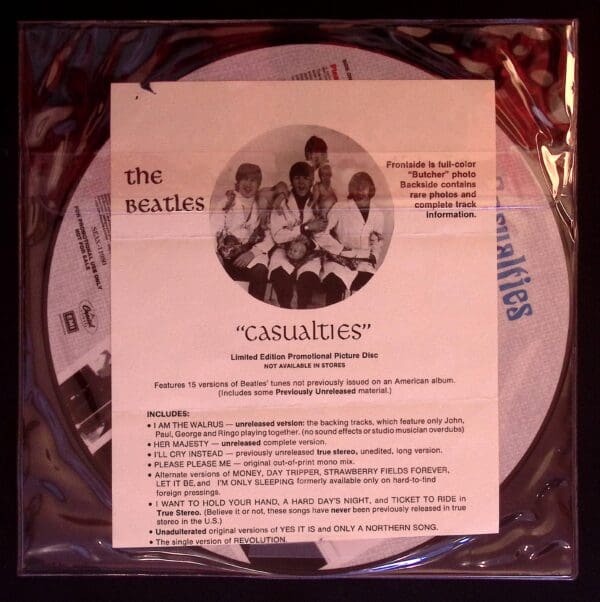 the
BEATLES
Frontside is full-color
"Butcher" photo
Backside contains
rare photos and
complete track
information.
FOR PROMOTIONAL USE ONLY
NOT FOR SALE
SEAX-11980
Capitol
EMI
Casualties
"CASUALTIES"
Limited Edition Promotional Picture Disc
NOT AVAILABLE IN STORES
Features 15 versions of Beatles' tunes not previously issued on an American album.
(Includes some Previously Unreleased material.)
INCLUDES:
• I AM THE WALRUS — unreleased version: the backing tracks, which feature only John,
Paul, George and Ringo playing together. (no sound effects or studio musician overdubs)
• HER MAJESTY — unreleased complete version.
• I'LL CRY INSTEAD — previously unreleased true stereo, unedited, long version.
• PLEASE PLEASE ME — original out-of-print mono mix.
• Alternate versions of MONEY, DAY TRIPPER, STRAWBERRY FIELDS FOREVER,
LET IT BE, and I'M ONLY SLEEPING formerly available only on hard-to-find
foreign pressings.
• I WANT TO HOLD YOUR HAND, A HARD DAY'S NIGHT, and TICKET TO RIDE in
True Stereo. (Believe it or not, these songs have never been previously released in true
stereo in the U.S.)
• Unadulterated original versions of YES IT IS and ONLY A NORTHERN SONG.
• The single version of REVOLUTION.